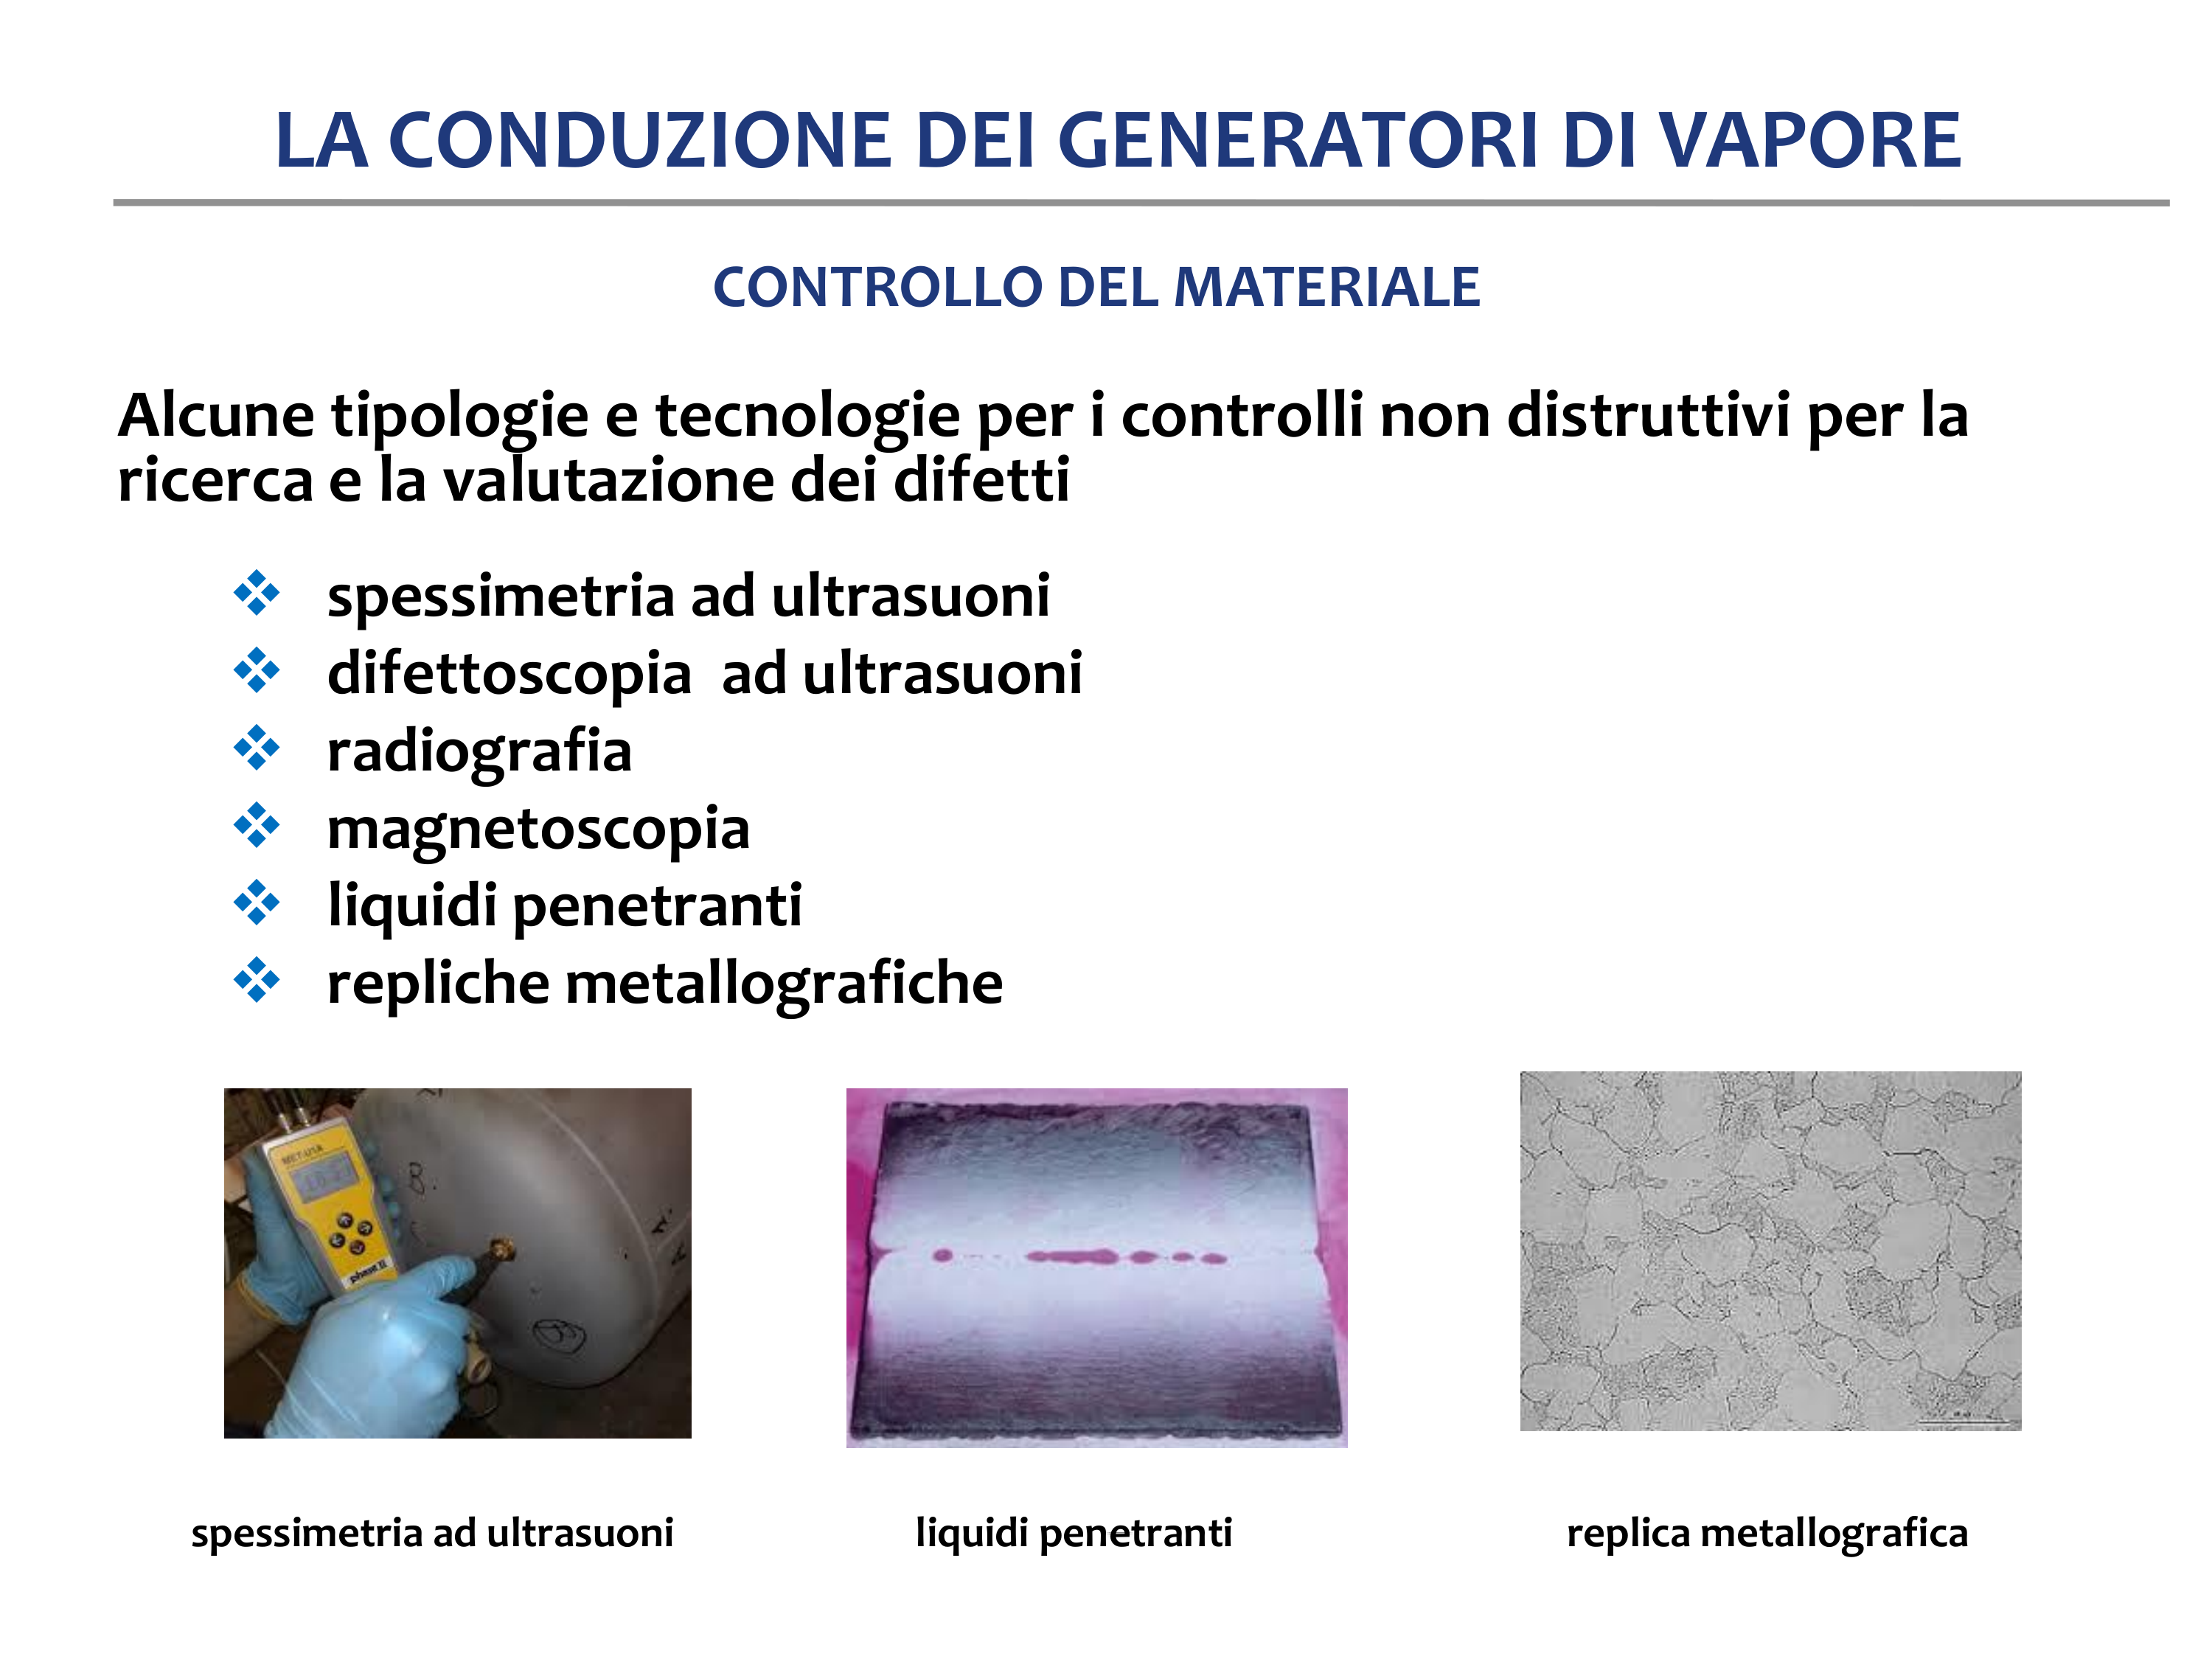 LA CONDUZIONE DEI GENERATORI DI VAPORE
CONTROLLO DEL MATERIALE
Alcune tipologie e tecnologie per i controlli non distruttivi per la
ricerca e la valutazione dei difetti
❖ spessimetria ad ultrasuoni
❖ difettoscopia  ad ultrasuoni
❖ radiografia
❖ magnetoscopia
❖ liquidi penetranti
❖ repliche metallografiche
phase II
B.
spessimetria ad ultrasuoni
liquidi penetranti
replica metallografica